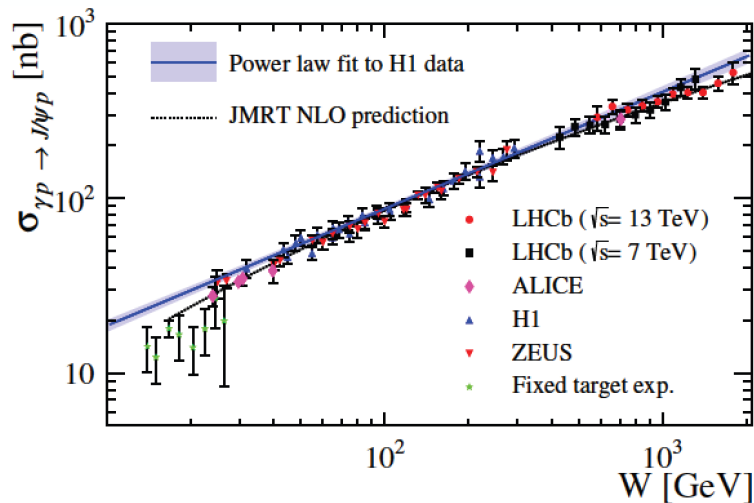 10³
10²
10
σγp → J/ψp [nb]
Power law fit to H1 data
JMRT NLO prediction
LHCb (√s= 13 TeV)
LHCb (√s= 7 TeV)
ALICE
H1
ZEUS
Fixed target exp.
10² 10³
W [GeV]